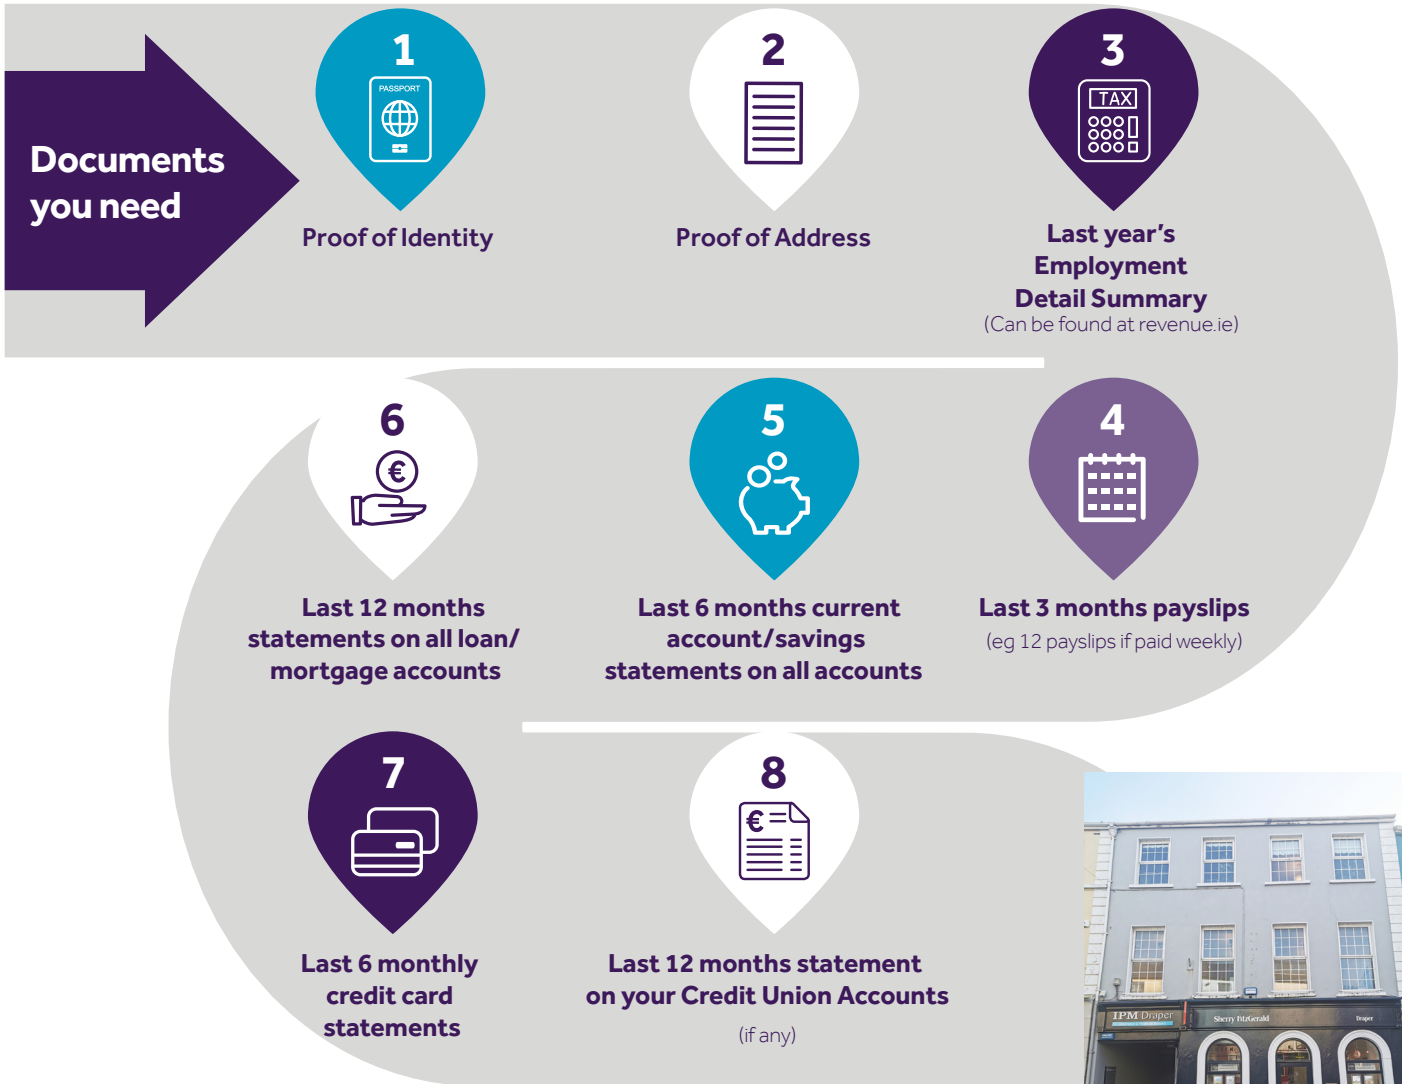 Documents
you need
1
PASSPORT
Proof of Identity
2
Proof of Address
3
TAX
Last year's
Employment
Detail Summary
(Can be found at revenue.ie)
4
Last 3 months payslips
(eg 12 payslips if paid weekly)
5
Last 6 months current
account/savings
statements on all accounts
6
€
Last 12 months
statements on all loan/
mortgage accounts
7
Last 6 monthly
credit card
statements
8
€
Last 12 months statement
on your Credit Union Accounts
(if any)
IPM Draper
Sherry FitzGerald
Draper